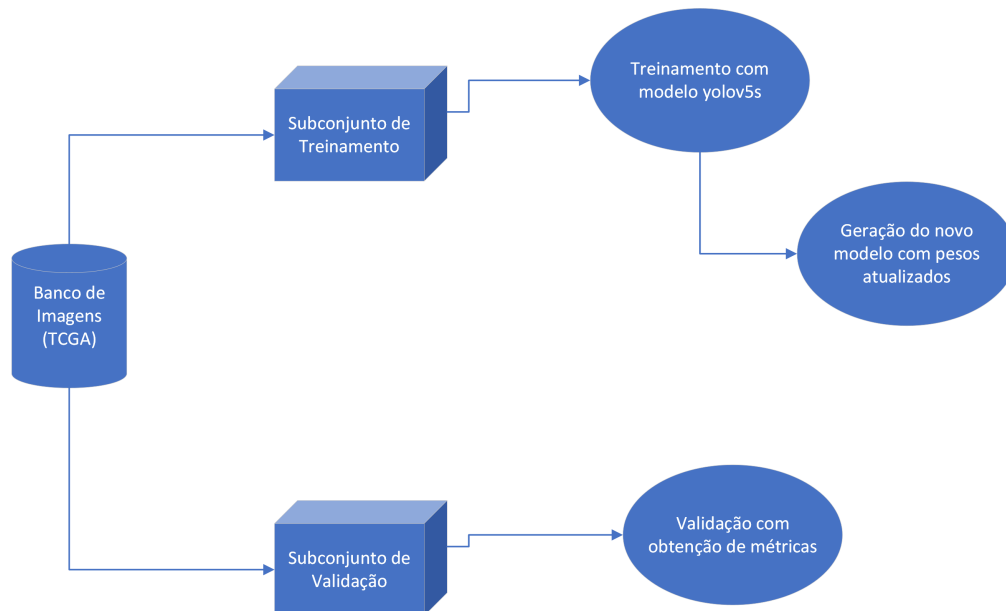 Treinamento com
modelo yolov5s
Subconjunto de
Treinamento
Geração do novo
modelo com pesos
atualizados
Banco de
Imagens
(TCGA)
Validação com
obtenção de métricas
Subconjunto de
Validação